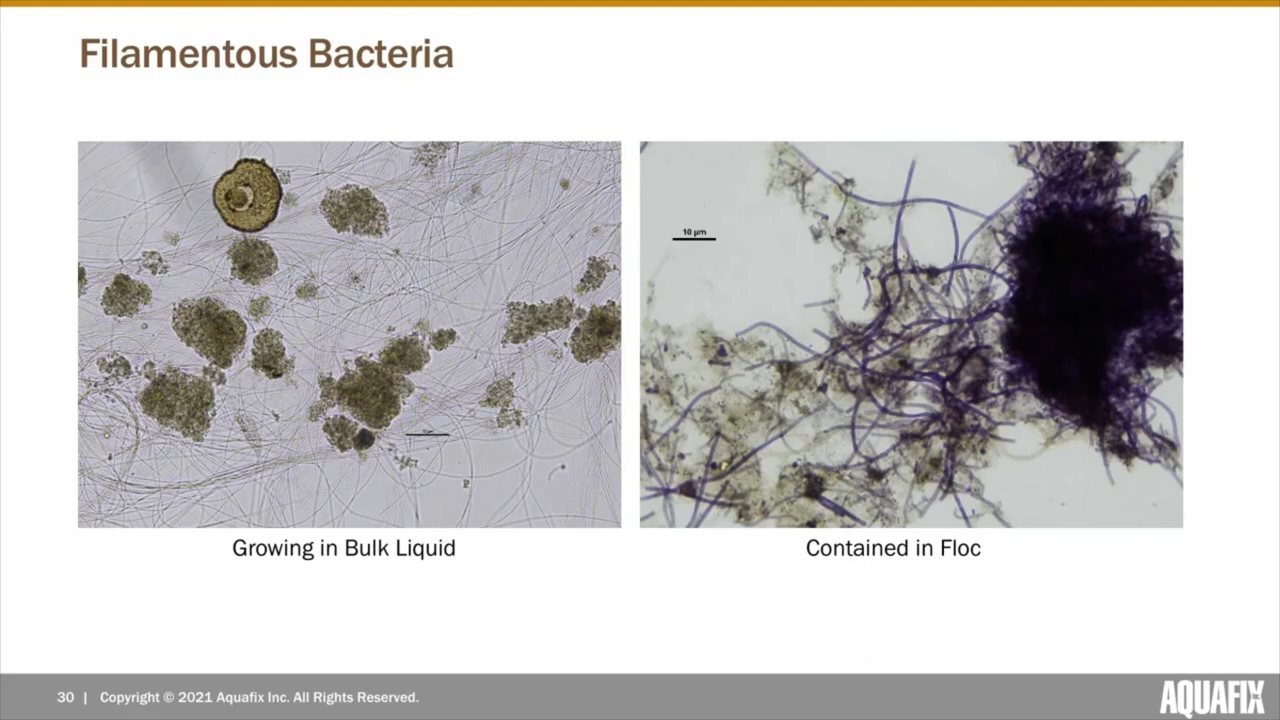 Filamentous Bacteria
10 µm
Growing in Bulk Liquid
Contained in Floc
30 | Copyright © 2021 Aquafix Inc. All Rights Reserved.
AQUAFIX